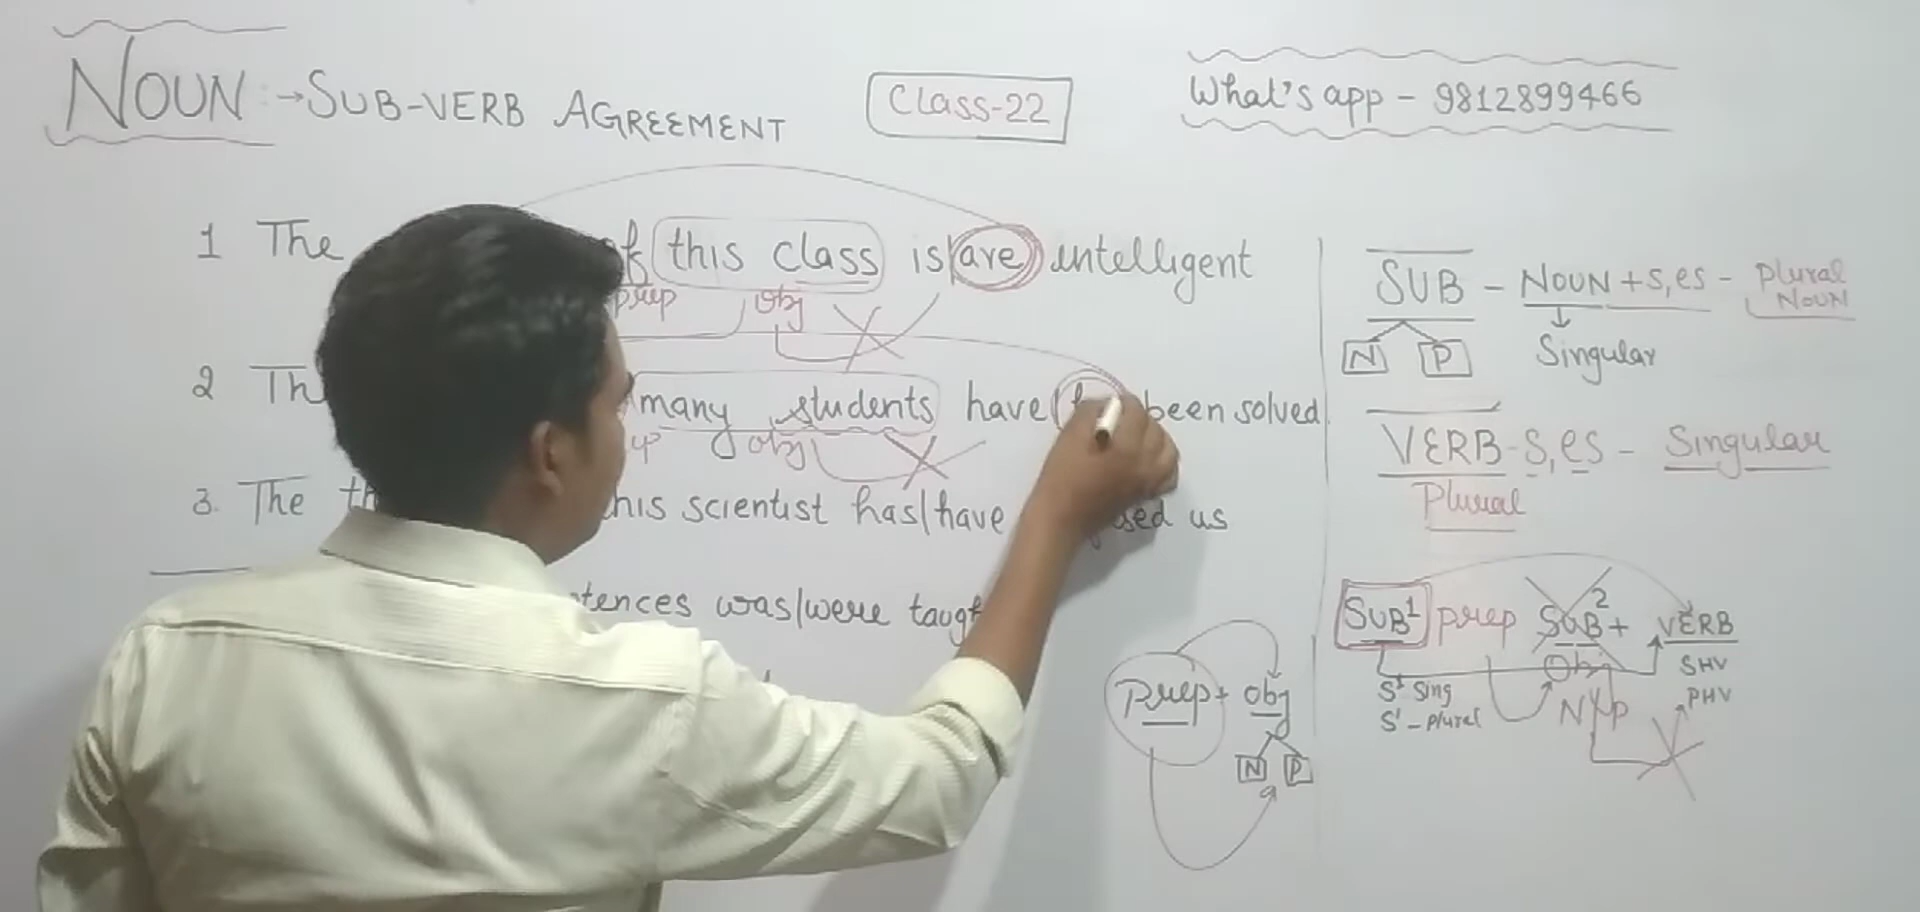 NOUN :→ SUB-VERB AGREEMENT
Class-22
What's app - 9812899466
1 The of this class is/are intelligent
prep obj
2 Th many students have/ been solved.
obj
3. The his scientist has/have us
tences was/were taught
SUB - NOUN + s, es - plural NOUN
N P Singular
VERB - S, es - Singular
Plural
SUB1 prep SUB2 + VERB
Obj SHV
S1 Sing N P PHV
S1 - plural
prep + obj
N P